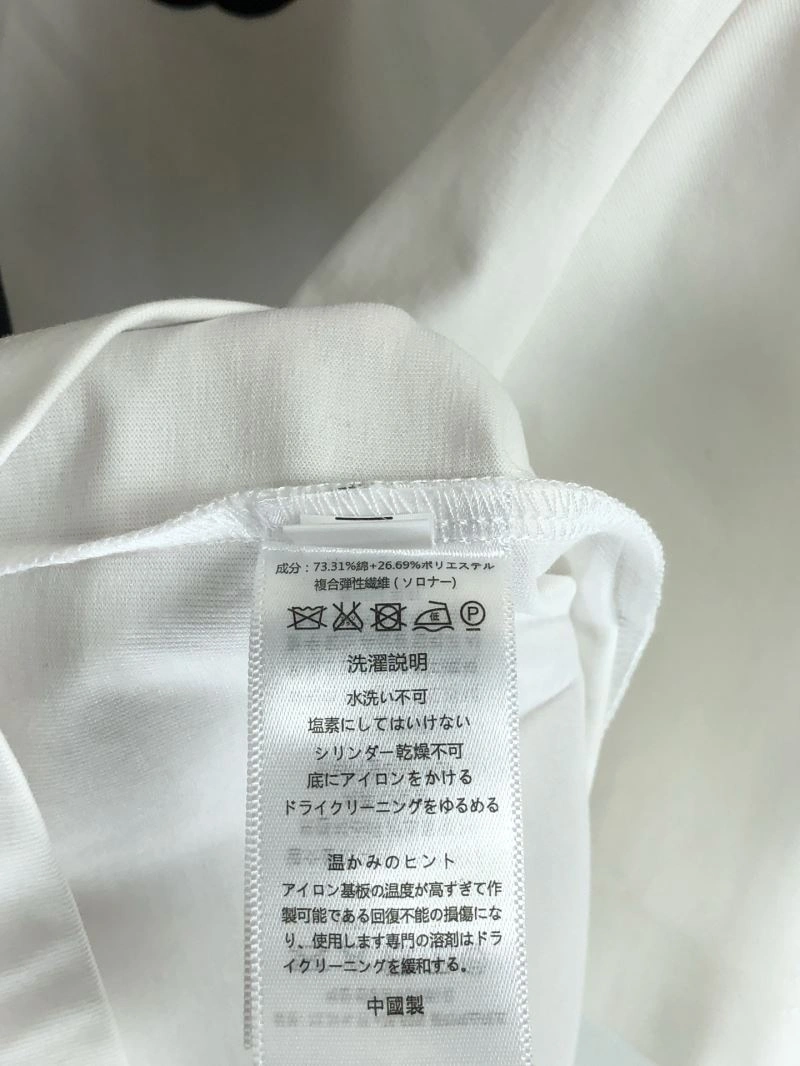 成分：73.31%綿+26.69%ポリエステル
複合弾性繊維 (ソロナー)
低 P
洗濯説明
水洗い不可
塩素にしてはいけない
シリンダー乾燥不可
底にアイロンをかける
ドライクリーニングをゆるめる
温かみのヒント
アイロン基板の温度が高すぎて作
製可能である回復不能の損傷にな
り、使用します専門の溶剤はドラ
イクリーニングを緩和する。
中國製